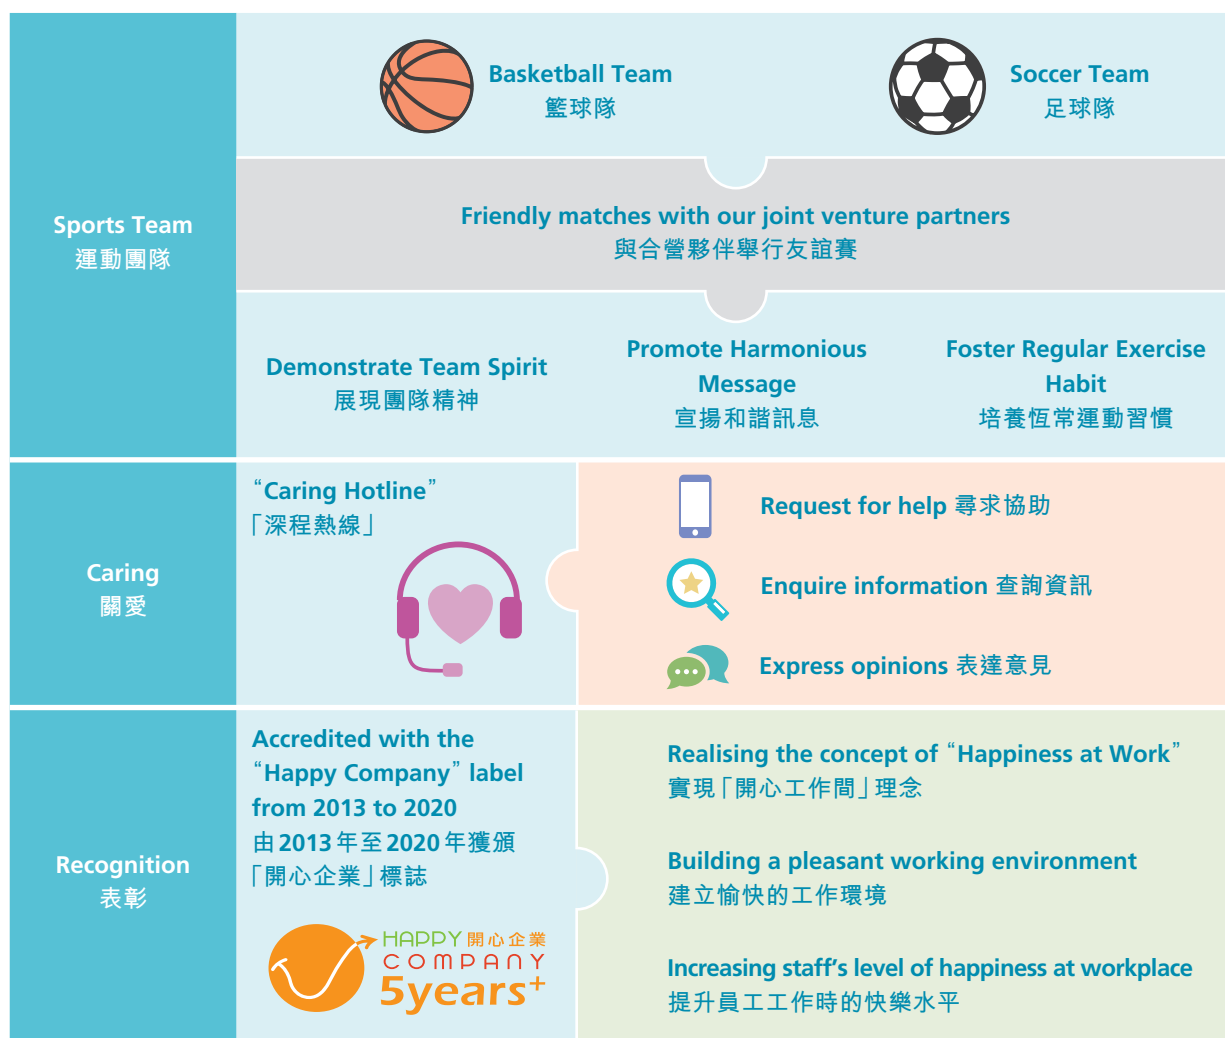 Sports Team
運動團隊
Basketball Team
籃球隊
Soccer Team
足球隊
Friendly matches with our joint venture partners
與合營夥伴舉行友誼賽
Demonstrate Team Spirit
展現團隊精神
Promote Harmonious
Message
宣揚和諧訊息
Foster Regular Exercise
Habit
培養恆常運動習慣
Caring
關愛
“Caring Hotline”
「深程熱線」
Request for help 尋求協助
Enquire information 查詢資訊
Express opinions 表達意見
Recognition
表彰
Accredited with the
“Happy Company” label
from 2013 to 2020
由2013年至2020年獲頒
「開心企業」標誌
HAPPY開心企業
COMPANY
5years+
Realising the concept of “Happiness at Work”
實現「開心工作間」理念
Building a pleasant working environment
建立愉快的工作環境
Increasing staff’s level of happiness at workplace
提升員工工作時的快樂水平